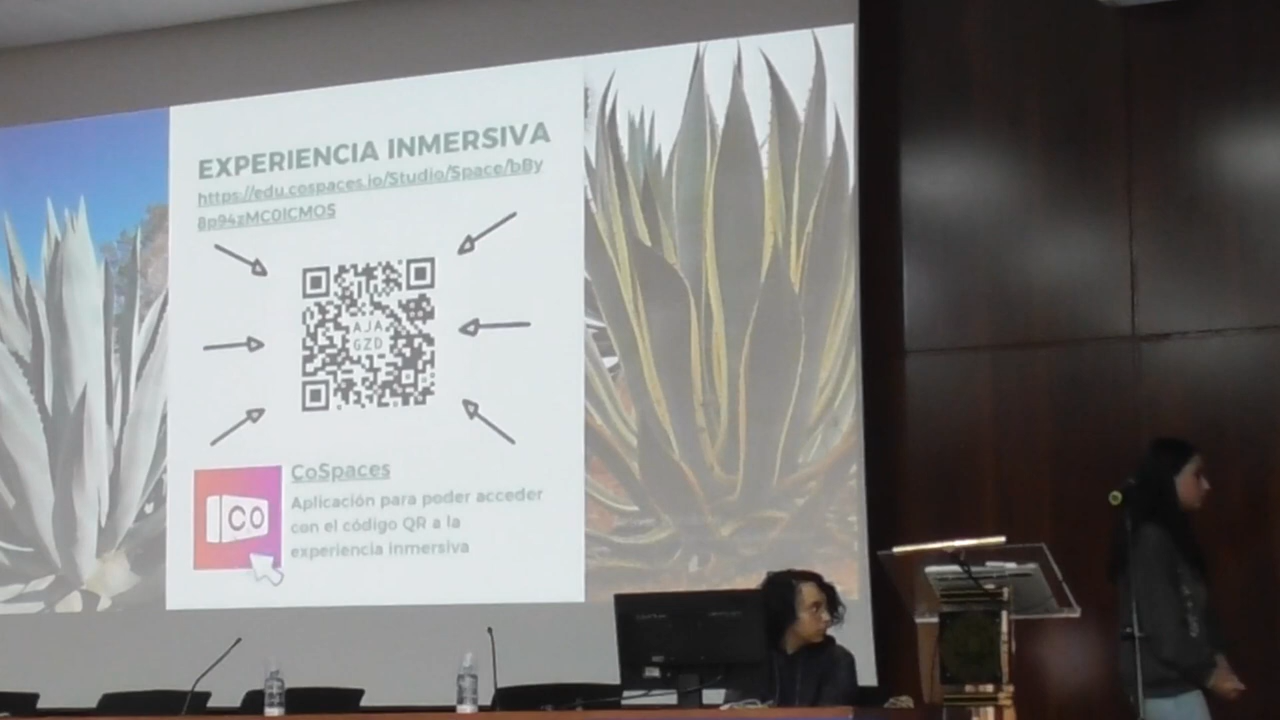 EXPERIENCIA INMERSIVA
https://edu.cospaces.io/Studio/Space/bBy
8p94zMC0lCMOS
AJA
GZD
CO
CoSpaces
Aplicación para poder acceder
con el código QR a la
experiencia inmersiva